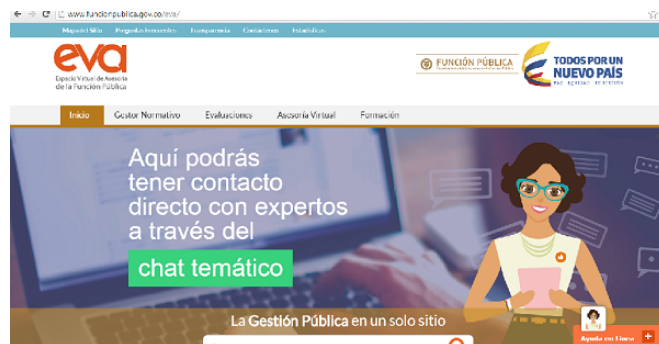 www.funcionpublica.gov.co/eva/
Mapa del Sitio Preguntas Frecuentes Transparencia Contáctenos Estadísticas
eva
Espacio Virtual de Asesoría
de la Función Pública
FUNCIÓN PÚBLICA
TODOS POR UN
NUEVO PAÍS
PAZ EQUIDAD EDUCACIÓN
Inicio Gestor Normativo Evaluaciones Asesoría Virtual Formación
Aquí podrás
tener contacto
directo con expertos
a través del
chat temático
La Gestión Pública en un solo sitio
Ayuda en Línea